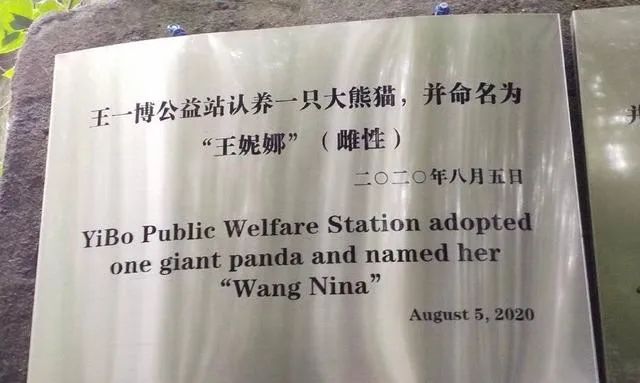 王一博公益站认养一只大熊猫，并命名为
“王妮娜”（雌性）
二〇二〇年八月五日
YiBo Public Welfare Station adopted
one giant panda and named her
“Wang Nina”
August 5, 2020